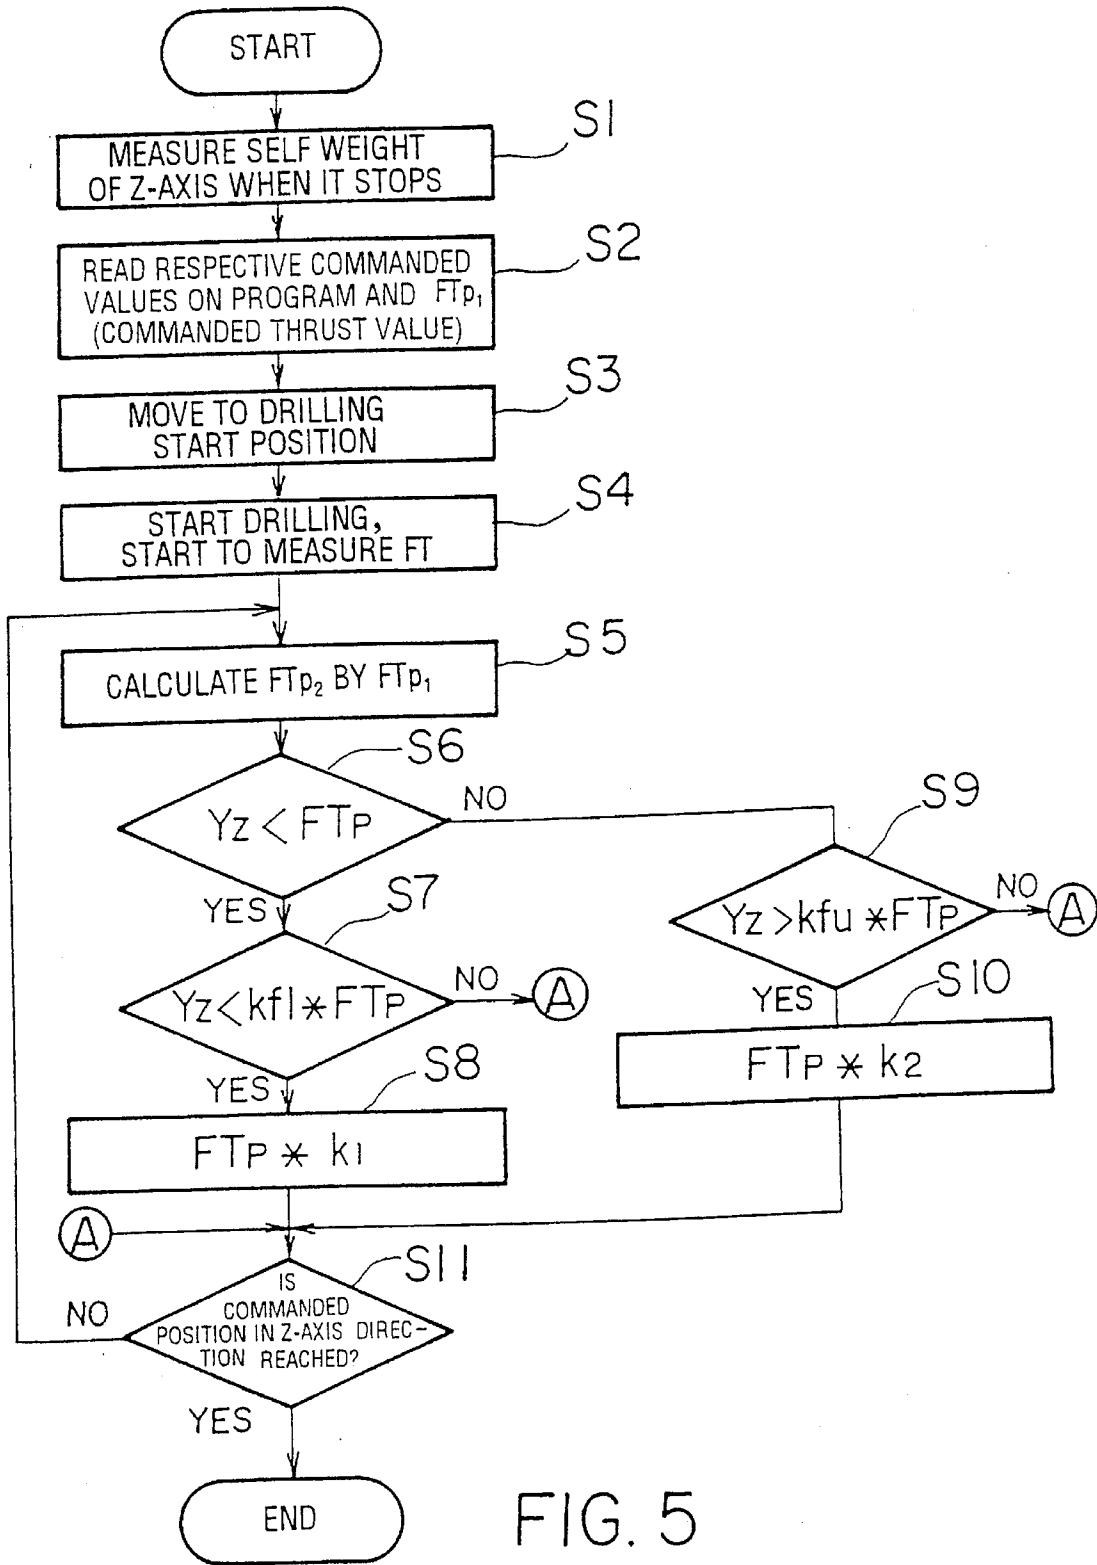 START
S1
MEASURE SELF WEIGHT
OF Z-AXIS WHEN IT STOPS
S2
READ RESPECTIVE COMMANDED
VALUES ON PROGRAM AND FTp₁
(COMMANDED THRUST VALUE)
S3
MOVE TO DRILLING
START POSITION
S4
START DRILLING,
START TO MEASURE FT
S5
CALCULATE FTp₂ BY FTp₁
S6
Yz < FTP
NO
YES
S9
Yz > kfu * FTP
NO
A
YES
S7
Yz < kfl * FTP
NO
A
YES
S10
FTP * k2
S8
FTP * k1
A
S11
IS
COMMANDED
POSITION IN Z-AXIS DIREC-
TION REACHED?
NO
YES
END
FIG. 5